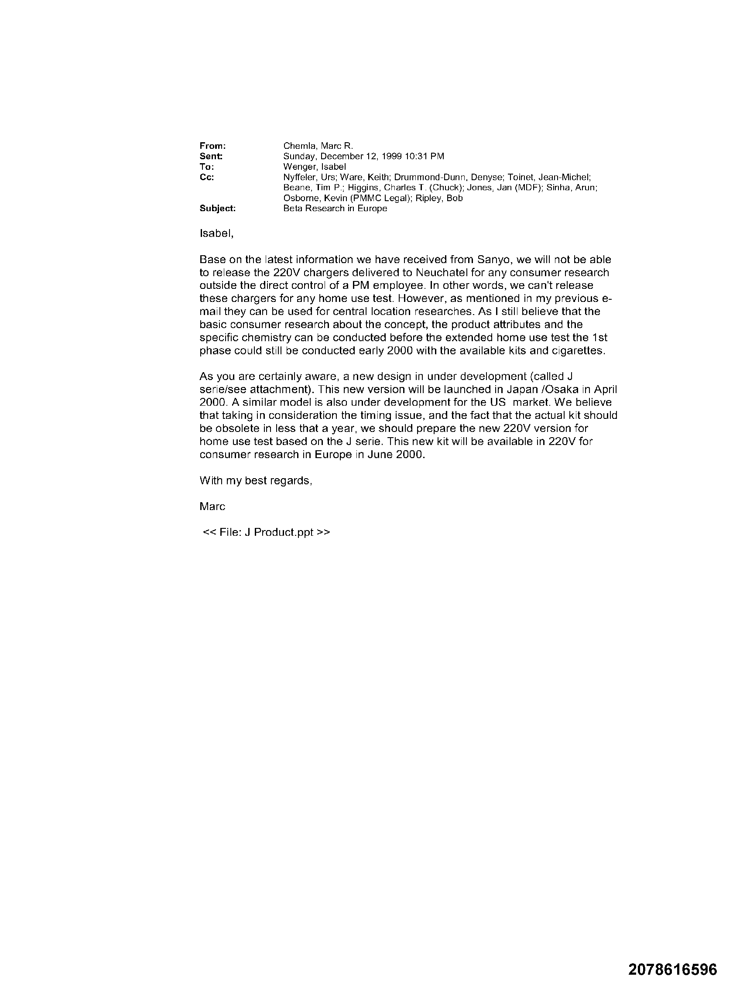 From: Chemla, Marc R.
Sent: Sunday, December 12, 1999 10:31 PM
To: Wenger, Isabel
Cc: Nyffeler, Urs; Ware, Keith; Drummond-Dunn, Denyse; Toinet, Jean-Michel;
Beane, Tim P.; Higgins, Charles T. (Chuck); Jones, Jan (MDF); Sinha, Arun;
Osborne, Kevin (PMMC Legal); Ripley, Bob
Subject: Beta Research in Europe
Isabel,
Base on the latest information we have received from Sanyo, we will not be able
to release the 220V chargers delivered to Neuchatel for any consumer research
outside the direct control of a PM employee. In other words, we can't release
these chargers for any home use test. However, as mentioned in my previous e-
mail they can be used for central location researches. As I still believe that the
basic consumer research about the concept, the product attributes and the
specific chemistry can be conducted before the extended home use test the 1st
phase could still be conducted early 2000 with the available kits and cigarettes.
As you are certainly aware, a new design in under development (called J
serie/see attachment). This new version will be launched in Japan /Osaka in April
2000. A similar model is also under development for the US market. We believe
that taking in consideration the timing issue, and the fact that the actual kit should
be obsolete in less that a year, we should prepare the new 220V version for
home use test based on the J serie. This new kit will be available in 220V for
consumer research in Europe in June 2000.
With my best regards,
Marc
<< File: J Product.ppt >>
2078616596